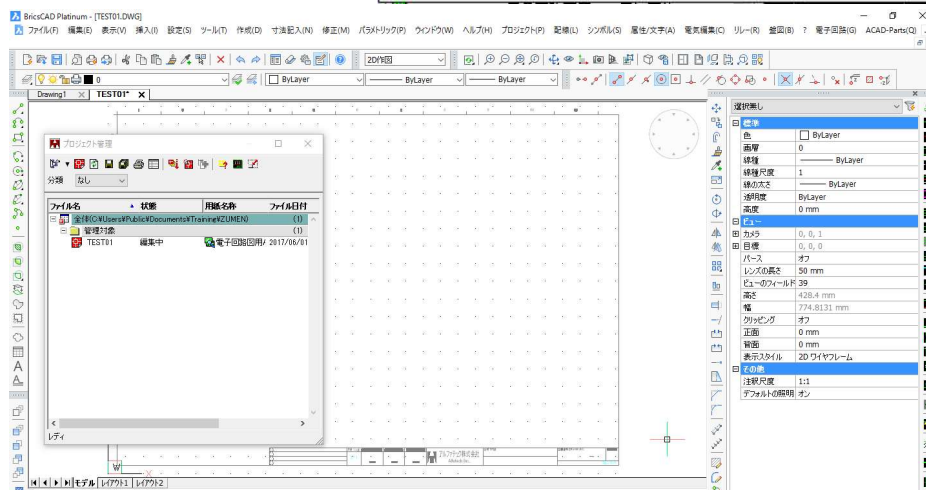 BricsCAD Platinum - [TEST01.DWG]
ファイル(F) 編集(E) 表示(V) 挿入(I) 設定(S) ツール(T) 作成(D) 寸法記入(N) 修正(M) パラメトリック(P) ウィンドウ(W) ヘルプ(H) プロジェクト(P) 配線(L) シンボル(S) 属性/文字(A) 電気編集(C) リレー(R) 盤図(B) ? 電子回路(G) ACAD-Parts(Q)
2D作図
0 ByLayer ByLayer ByLayer
Drawing1 TEST01*
プロジェクト管理
分類 なし
ファイル名 状態 用紙名称 ファイル日付
全体(C:¥Users¥Public¥Documents¥Training¥ZUMEN) (1)
管理対象 (1)
TEST01 編集中 電子回路図用/ 2017/06/01
レディ
選択無し
標準
色 ByLayer
画層 0
線種 ByLayer
線種尺度 1
線の太さ ByLayer
透明度 ByLayer
高度 0 mm
ビュー
カメラ 0, 0, 1
目標 0, 0, 0
パース オフ
レンズの長さ 50 mm
ビューのフィールド 39
高さ 428.4 mm
幅 774.8131 mm
クリッピング オフ
正面 0 mm
背面 0 mm
表示スタイル 2D ワイヤフレーム
その他
注釈尺度 1:1
デフォルトの照明 オン
W X
モデル レイアウト1 レイアウト2